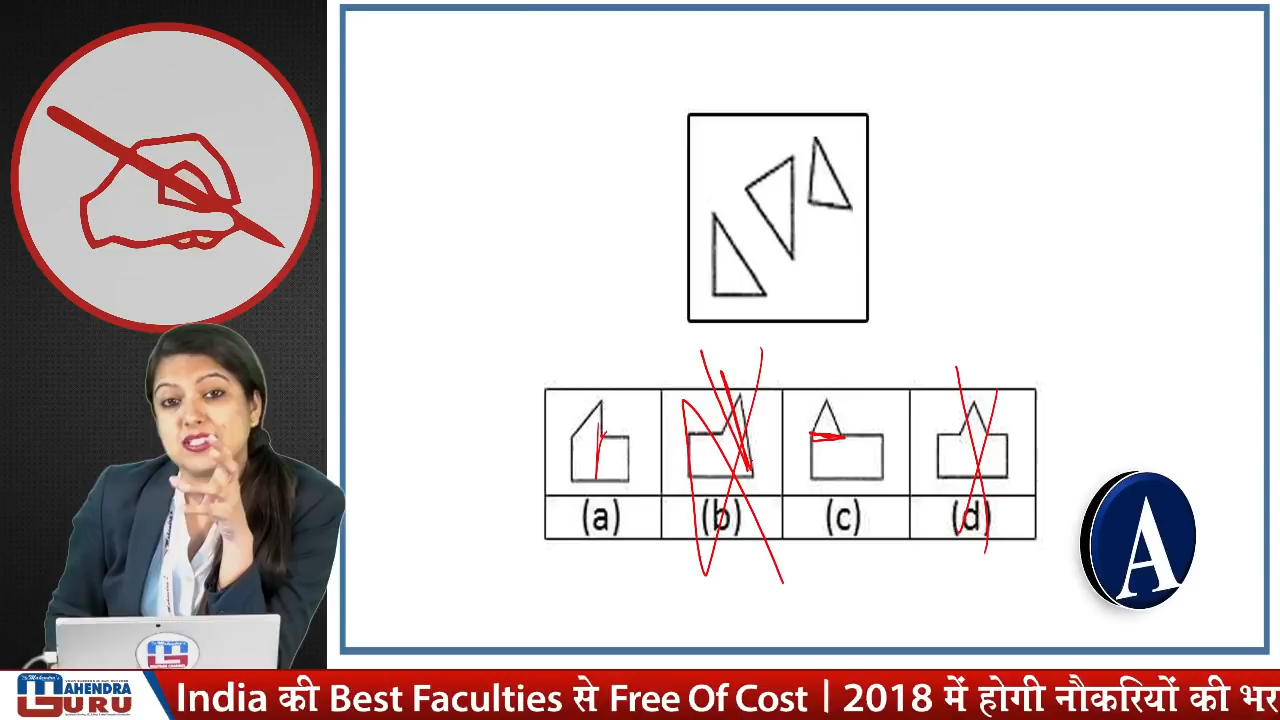 (a) (b) (c) (d)
A
MAHENDRA
GURU
India की Best Faculties से Free Of Cost | 2018 में होगी नौकरियों की भर